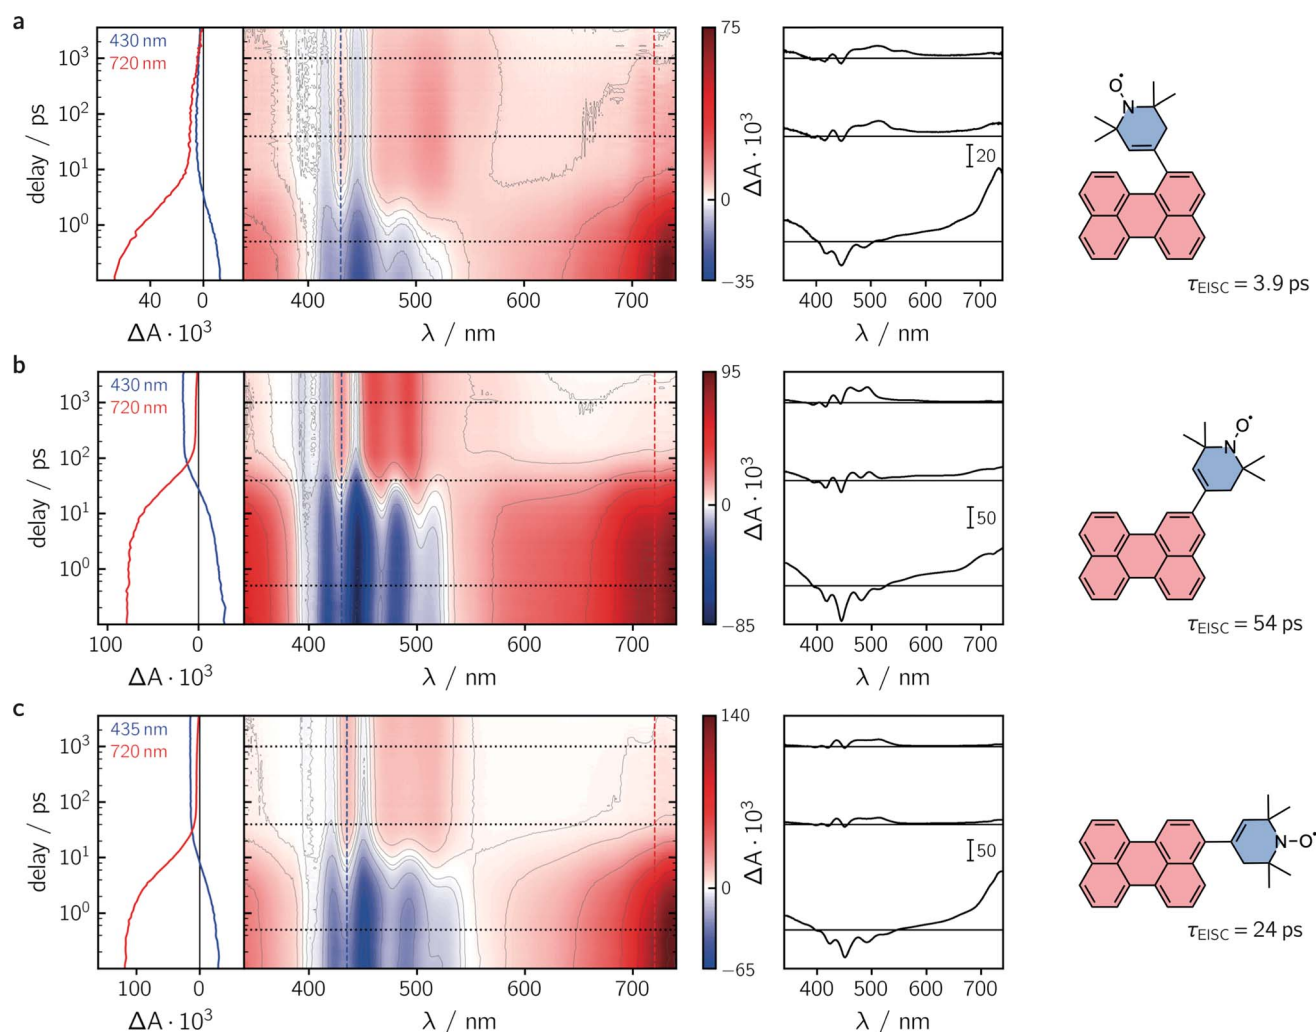 a
430 nm
720 nm
delay / ps
10³
10²
10¹
10⁰
40 0
ΔA · 10³
400 500 600 700
λ / nm
75
0
−35
ΔA · 10³
20
400 500 600 700
λ / nm
O•
N
τEISC = 3.9 ps
b
430 nm
720 nm
delay / ps
10³
10²
10¹
10⁰
100 0
ΔA · 10³
400 500 600 700
λ / nm
95
0
−85
ΔA · 10³
50
400 500 600 700
λ / nm
O•
N
τEISC = 54 ps
c
435 nm
720 nm
delay / ps
10³
10²
10¹
10⁰
100 0
ΔA · 10³
400 500 600 700
λ / nm
140
0
−65
ΔA · 10³
50
400 500 600 700
λ / nm
N–O•
τEISC = 24 ps